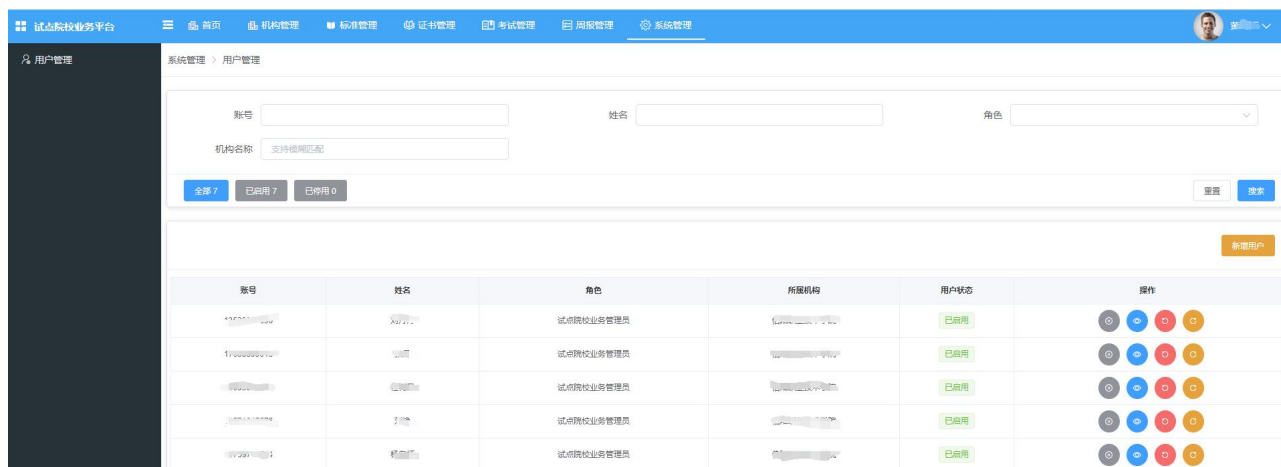 试点院校业务平台 首页 机构管理 标准管理 证书管理 考试管理 周报管理 系统管理
用户管理 系统管理 > 用户管理
账号 姓名 角色
机构名称 支持模糊匹配
全部 7 已启用 7 已停用 0 重置 搜索
新增用户
账号 姓名 角色 所属机构 用户状态 操作
试点院校业务管理员 已启用
试点院校业务管理员 已启用
试点院校业务管理员 已启用
试点院校业务管理员 已启用
试点院校业务管理员 已启用